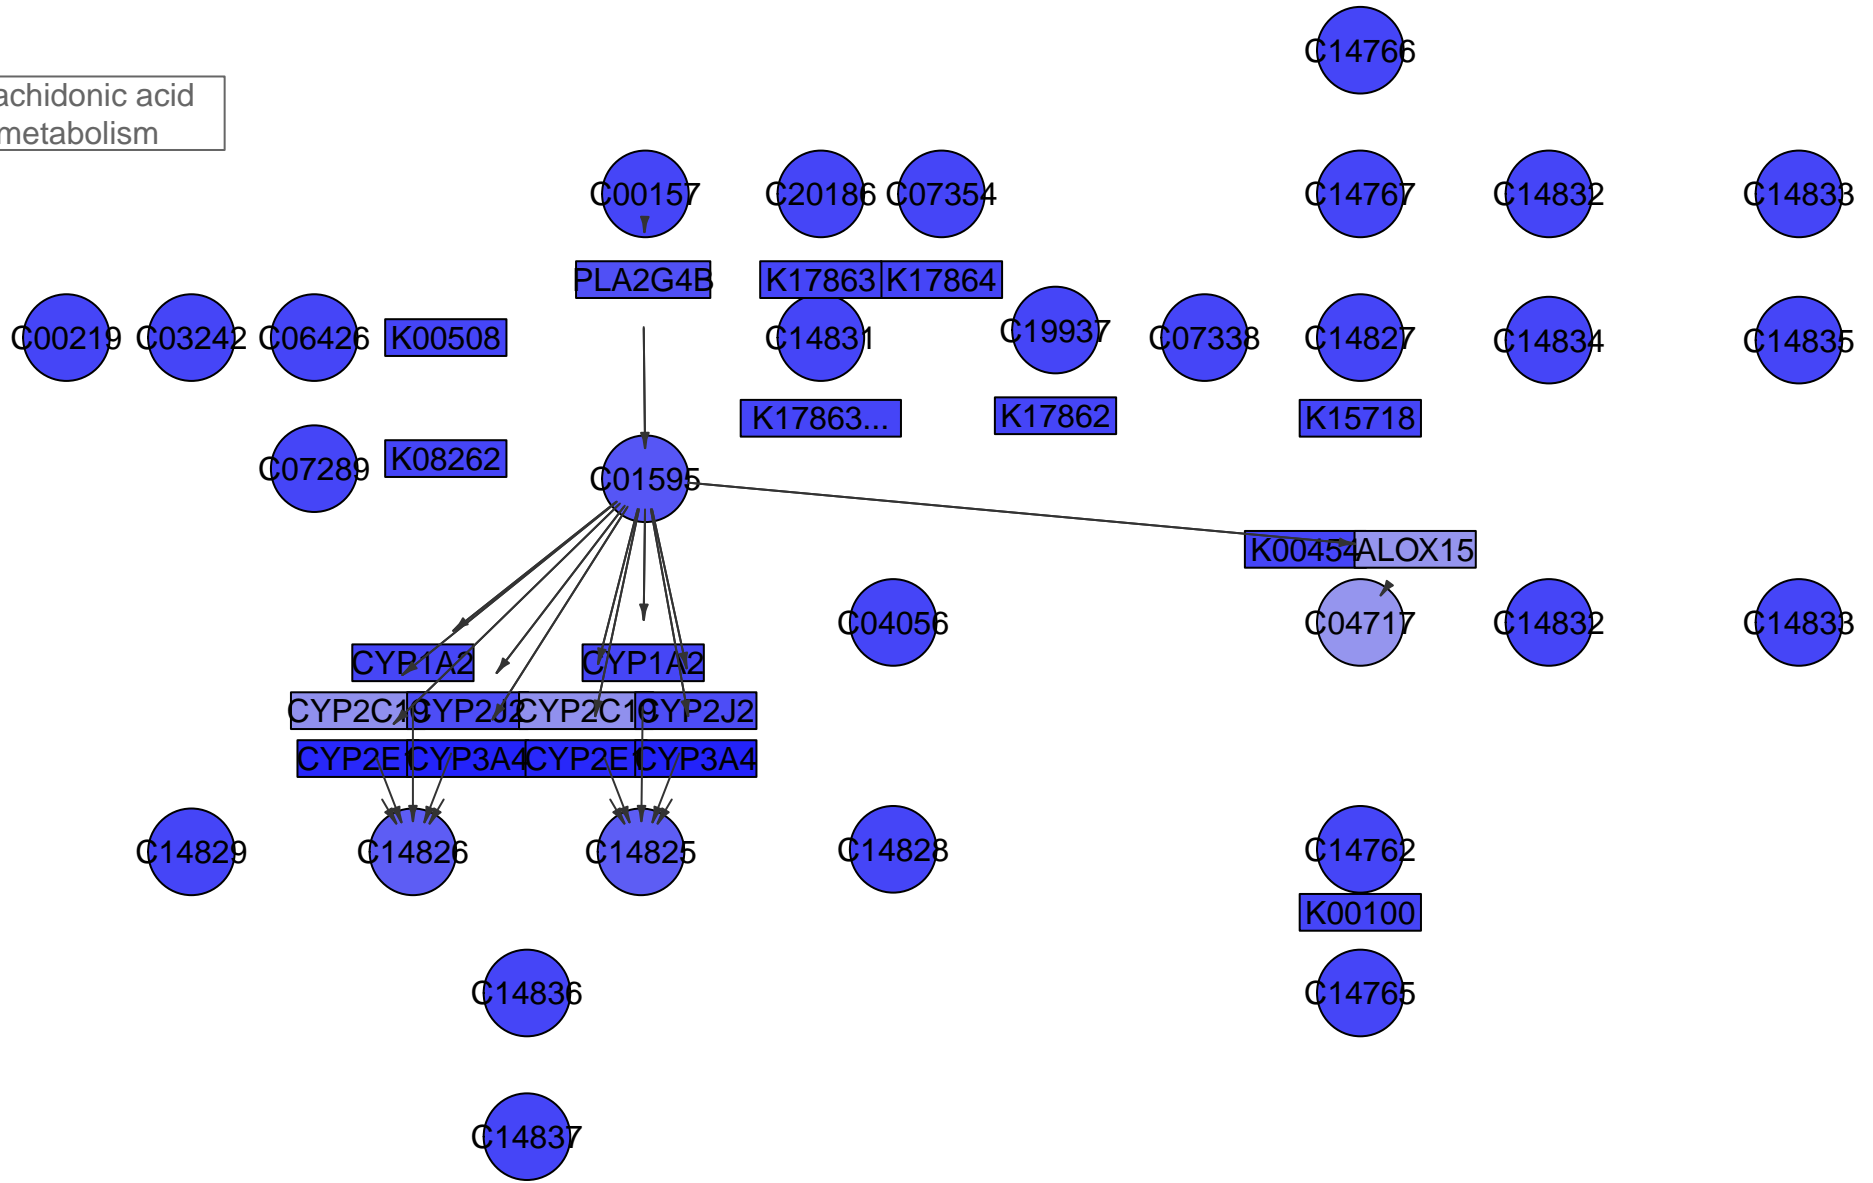 C14766
achidonic acid
metabolism
C00157
C20186
C07354
C14767
C14832
C14833
PLA2G4B
K17863
K17864
C00219
C03242
C06426
K00508
C14831
C19937
C07338
C14827
C14834
C14835
K17863...
K17862
K15718
C07289
K08262
C01595
K00454
ALOX15
C04056
C04717
C14832
C14833
CYP1A2
CYP1A2
CYP2C19
CYP2J2
CYP2C19
CYP2J2
CYP2E1
CYP3A4
CYP2E1
CYP3A4
C14829
C14826
C14825
C14828
C14762
K00100
C14836
C14765
C14837